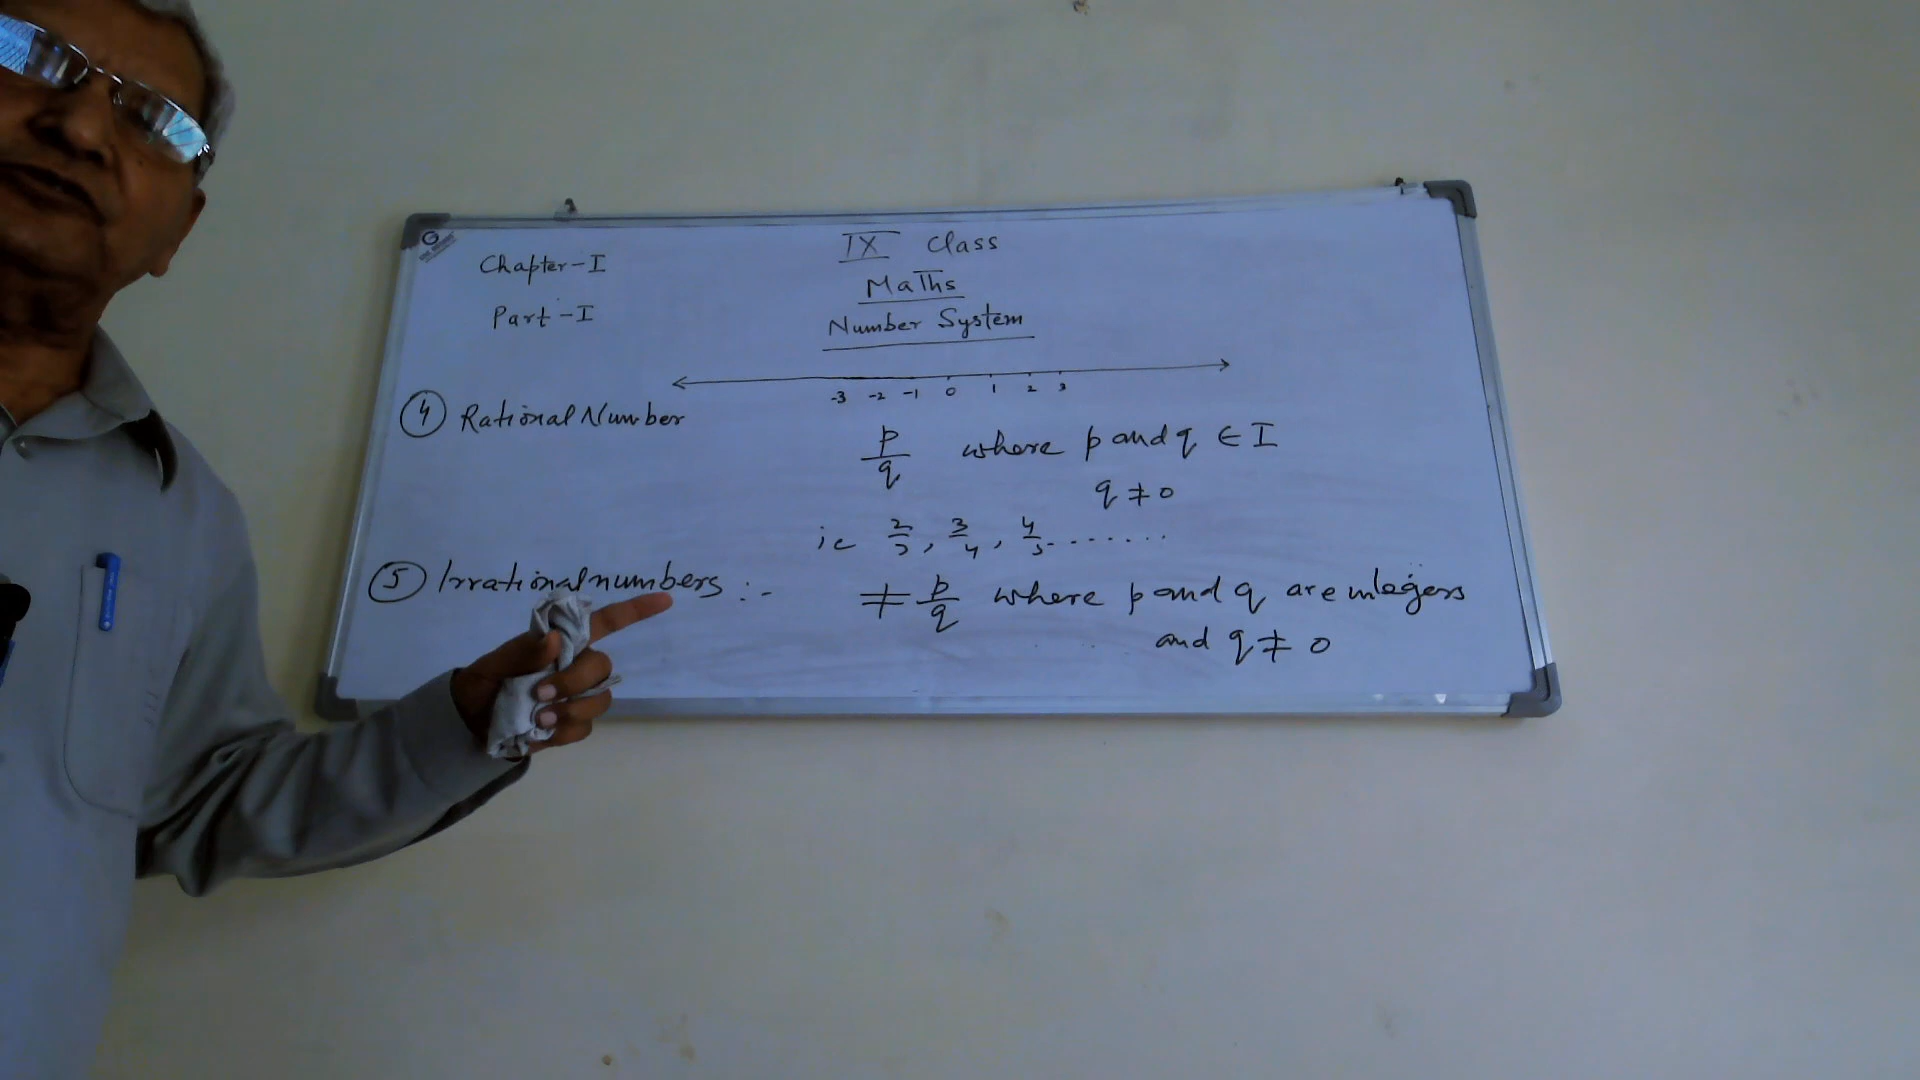 IX Class
Chapter-I
Maths
Part-I
Number System
-3 -2 -1 0 1 2 3
④ Rational Number
p/q where p and q ∈ I
q ≠ 0
ie 2/3, 3/4, 4/5.......
⑤ Irrational numbers :-
≠ p/q where p and q are integers
and q ≠ 0